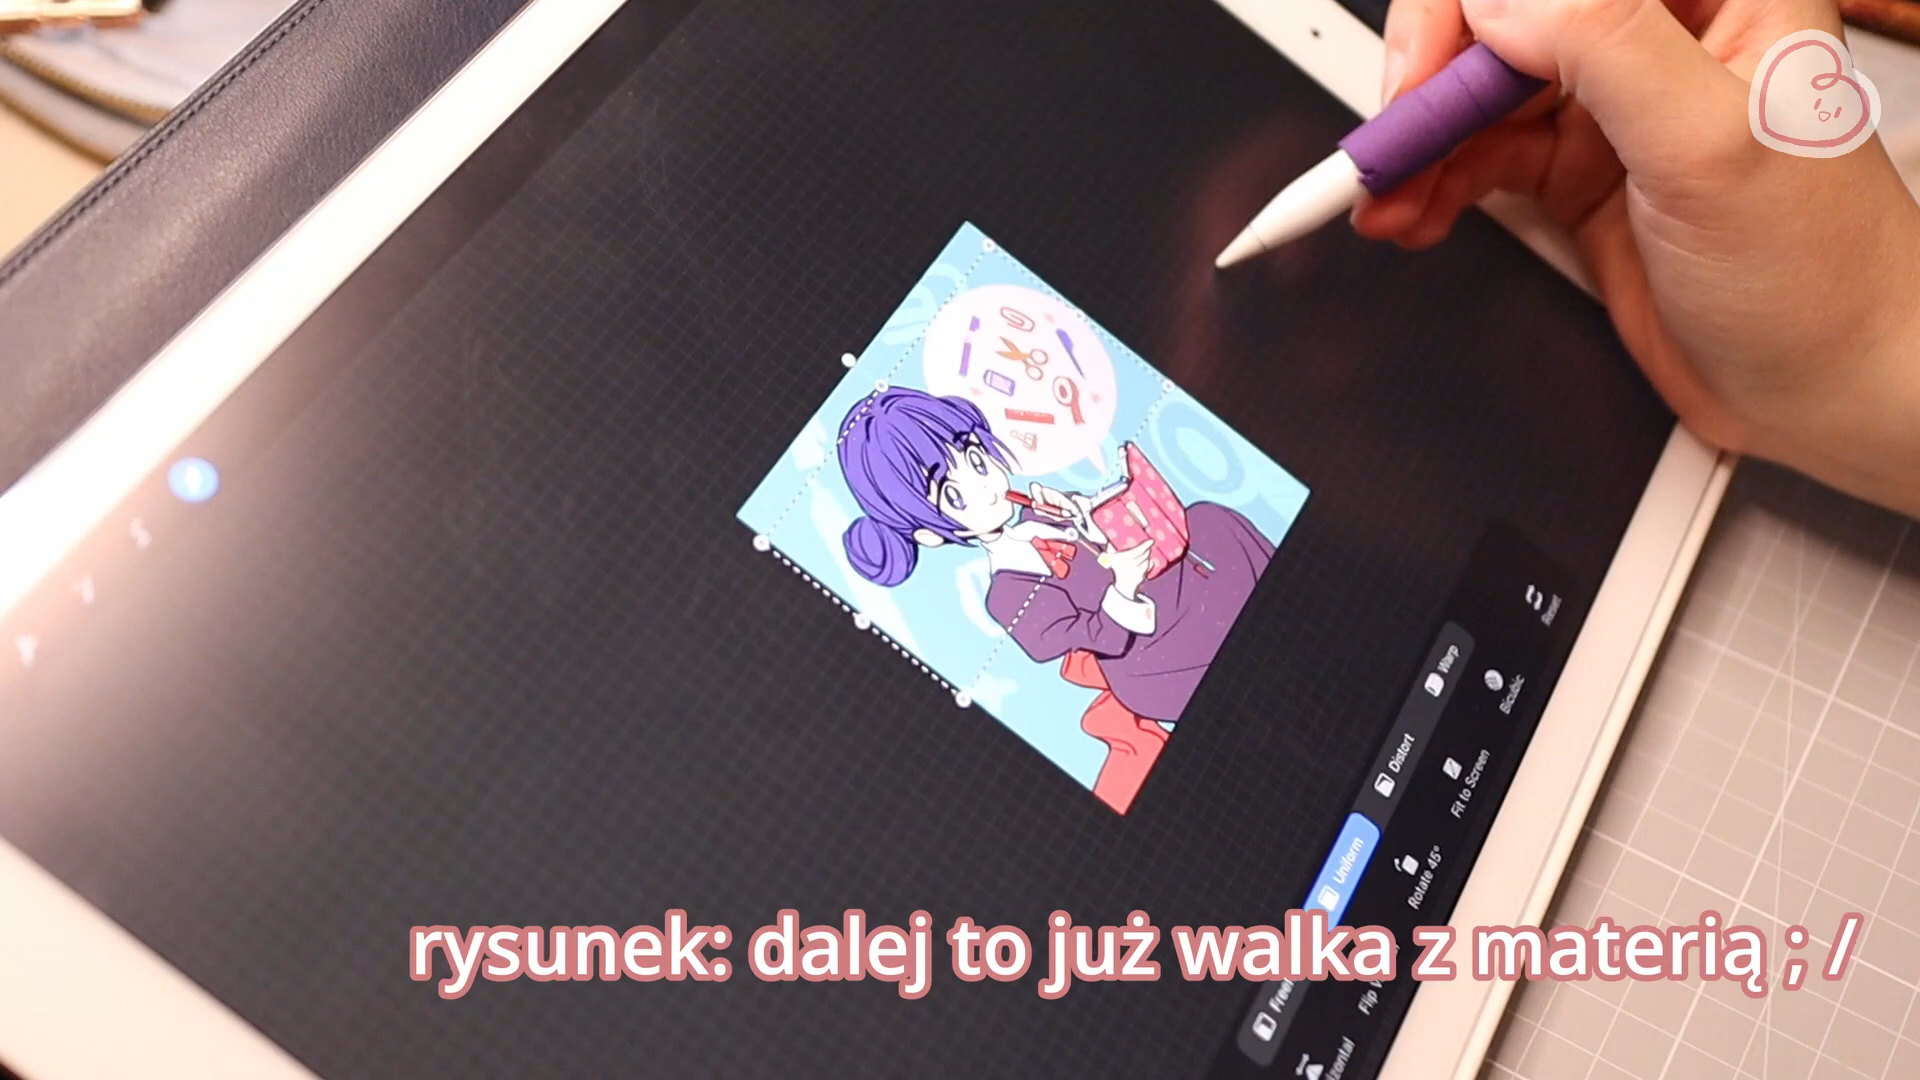 Reset
Warp
Bicubic
Distort
Fit to Screen
Uniform
Rotate 45°
rysunek: dalej to już walka z materią ; /